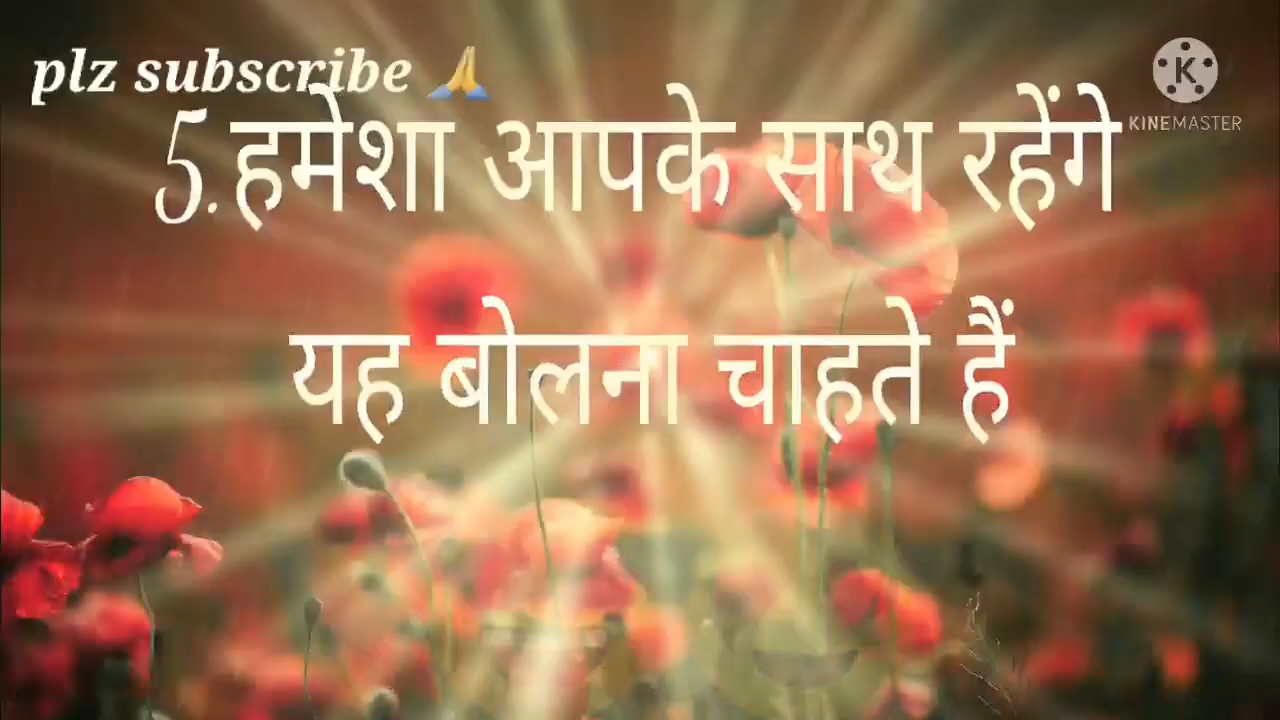 plz subscribe 🙏
K
KINEMASTER
5.हमेशा आपके साथ रहेंगे
यह बोलना चाहते हैं